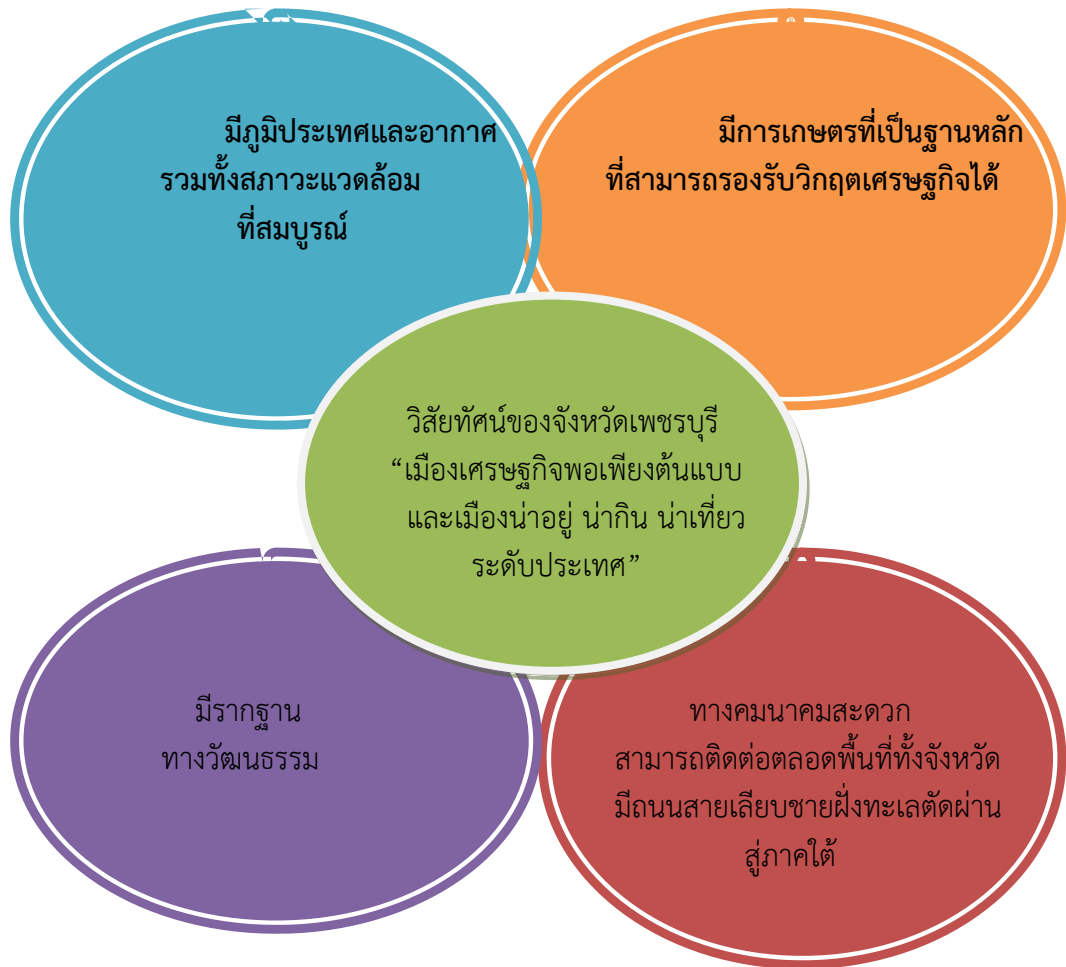 มีภูมิประเทศและอากาศ
รวมทั้งสภาวะแวดล้อม
ที่สมบูรณ์
มีการเกษตรที่เป็นฐานหลัก
ที่สามารถรองรับวิกฤตเศรษฐกิจได้
วิสัยทัศน์ของจังหวัดเพชรบุรี
“เมืองเศรษฐกิจพอเพียงต้นแบบ
และเมืองน่าอยู่ น่ากิน น่าเที่ยว
ระดับประเทศ”
มีรากฐาน
ทางวัฒนธรรม
ทางคมนาคมสะดวก
สามารถติดต่อตลอดพื้นที่ทั้งจังหวัด
มีถนนสายเลียบชายฝั่งทะเลตัดผ่าน
สู่ภาคใต้